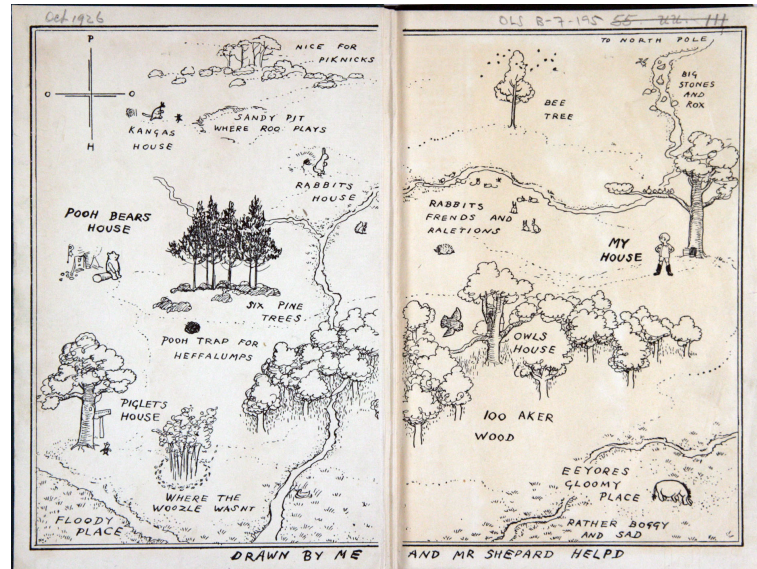 Oct 1926
OLS B-7-195
P
O
O
H
NICE FOR
PIKNICKS
KANGAS
HOUSE
SANDY PIT
WHERE ROO PLAYS
RABBITS
HOUSE
POOH BEARS
HOUSE
SIX PINE
TREES
POOH TRAP FOR
HEFFALUMPS
PIGLETS
HOUSE
WHERE THE
WOOZLE WASNT
FLOODY
PLACE
DRAWN BY ME
TO NORTH POLE
BIG
STONES
AND
ROX
BEE
TREE
RABBITS
FRENDS AND
RALETIONS
MY
HOUSE
OWLS
HOUSE
100 AKER
WOOD
EEYORES
GLOOMY
PLACE
RATHER BOGGY
AND SAD
AND MR SHEPARD HELPD